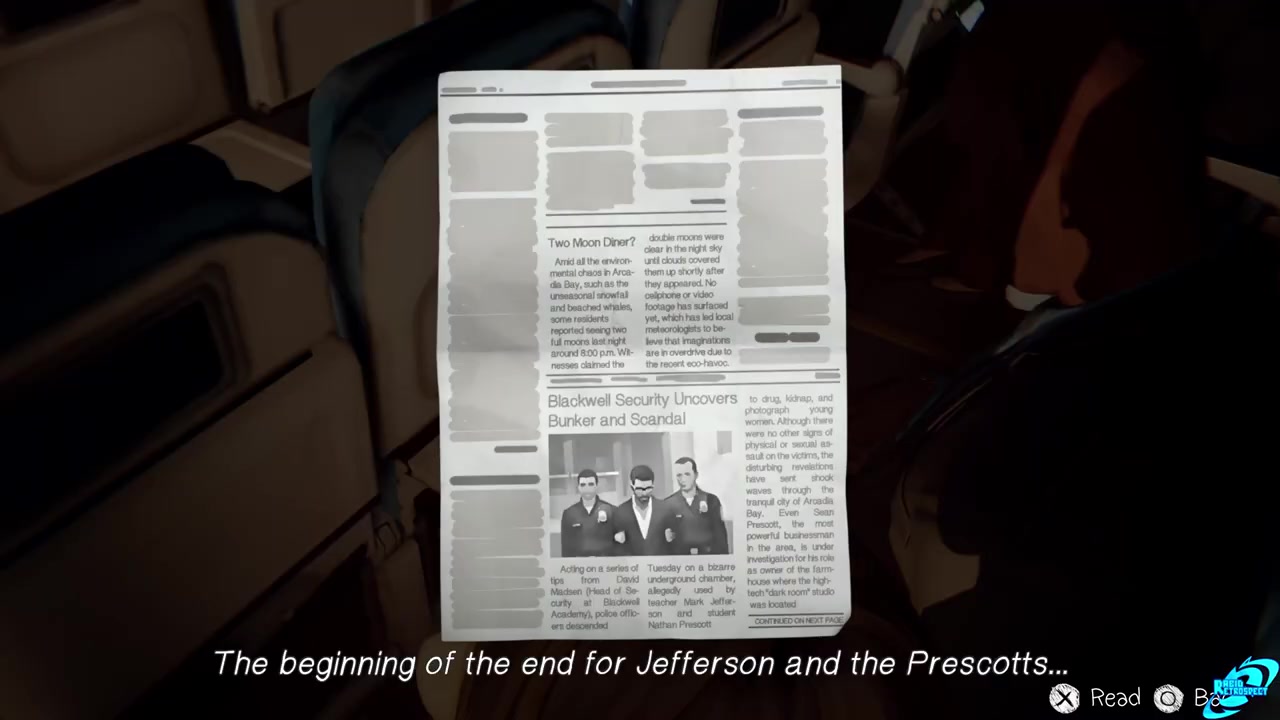 Two Moon Diner?
Amid all the environ-
mental chaos in Arca-
dia Bay, such as the
unseasonal snowfall
and beached whales,
some residents
reported seeing two
full moons last night
around 8:00 p.m. Wit-
nesses claimed the
double moons were
clear in the night sky
until clouds covered
them up shortly after
they appeared. No
cellphone or video
footage has surfaced
yet, which has led local
meteorologists to be-
lieve that imaginations
are in overdrive due to
the recent eco-havoc.
Blackwell Security Uncovers
Bunker and Scandal
Acting on a series of
tips from David
Madsen (Head of Se-
curity at Blackwell
Academy), police offic-
ers descended
Tuesday on a bizarre
underground chamber,
allegedly used by
teacher Mark Jeffer-
son and student
Nathan Prescott
to drug, kidnap, and
photograph young
women. Although there
were no other signs of
physical or sexual as-
sault on the victims, the
disturbing revelations
have sent shock
waves through the
tranquil city of Arcadia
Bay. Even Sean
Prescott, the most
powerful businessman
in the area, is under
investigation for his role
as owner of the farm-
house where the high-
tech "dark room" studio
was located
CONTINUED ON NEXT PAGE
The beginning of the end for Jefferson and the Prescotts...
Read Ba
RACID
RETROSPECT